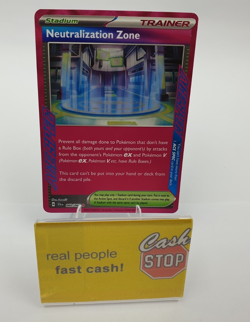 Stadium TRAINER
Neutralization Zone
Prevent all damage done to Pokémon that don't have
a Rule Box (both yours and your opponent's) by attacks
from the opponent's Pokémon ex and Pokémon V.
(Pokémon ex, Pokémon V, etc. have Rule Boxes.)
This card can't be put into your hand or deck from
the discard pile.
ACE SPEC
real people
fast cash!
Cash
STOP